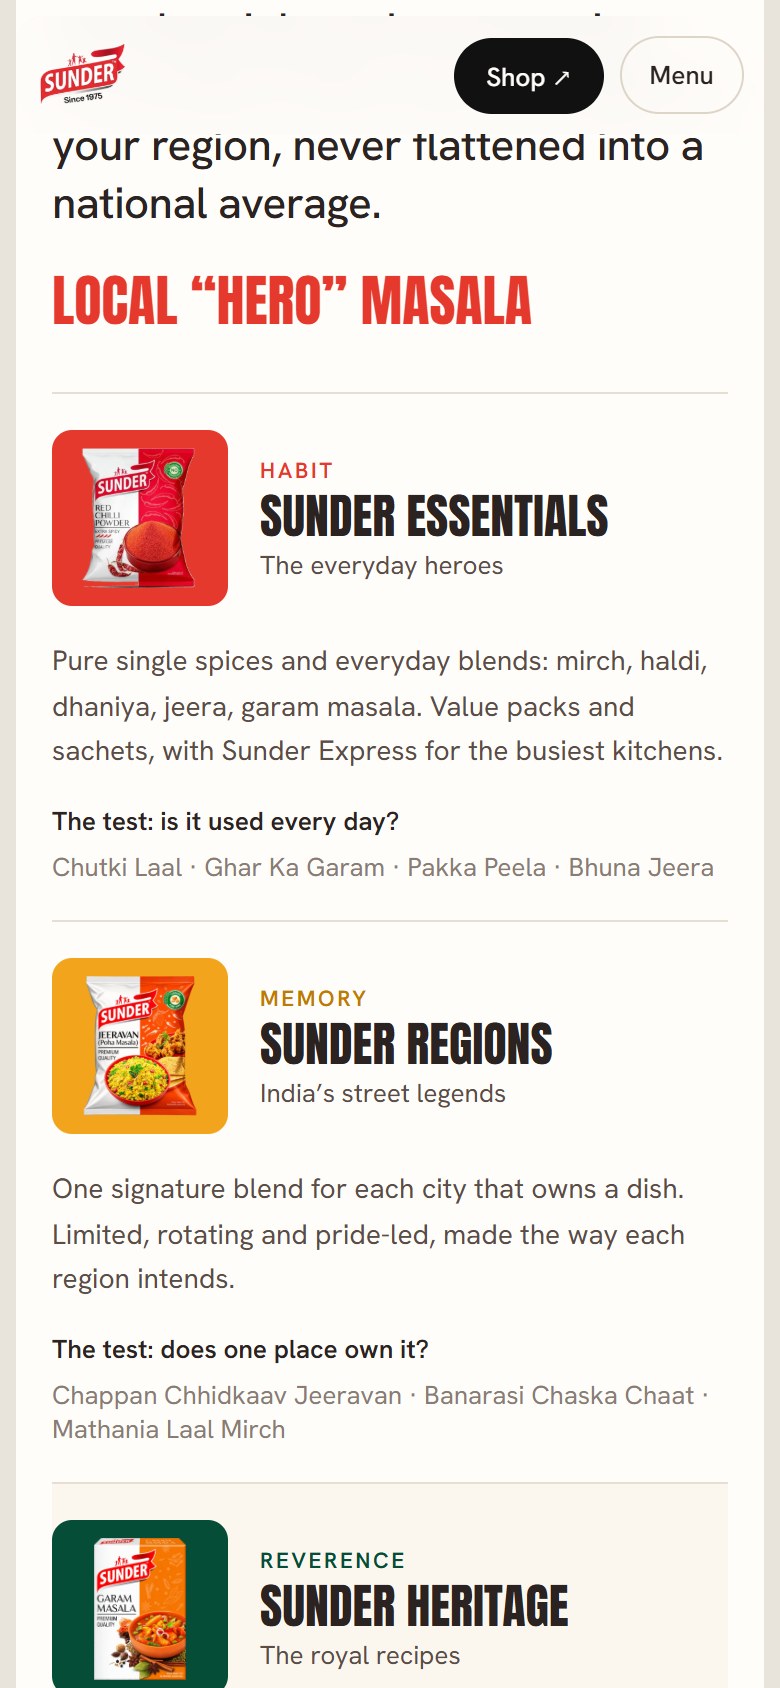 SUNDER
Since 1975
Shop ↗
Menu
your region, never flattened into a
national average.
LOCAL “HERO” MASALA
SUNDER
RED
CHILLI
POWDER
HABIT
SUNDER ESSENTIALS
The everyday heroes
Pure single spices and everyday blends: mirch, haldi,
dhaniya, jeera, garam masala. Value packs and
sachets, with Sunder Express for the busiest kitchens.
The test: is it used every day?
Chutki Laal · Ghar Ka Garam · Pakka Peela · Bhuna Jeera
SUNDER
JEERAVAN
(Poha Masala)
PREMIUM
QUALITY
MEMORY
SUNDER REGIONS
India’s street legends
One signature blend for each city that owns a dish.
Limited, rotating and pride-led, made the way each
region intends.
The test: does one place own it?
Chappan Chhidkaav Jeeravan · Banarasi Chaska Chaat ·
Mathania Laal Mirch
SUNDER
GARAM
MASALA
PREMIUM
QUALITY
REVERENCE
SUNDER HERITAGE
The royal recipes